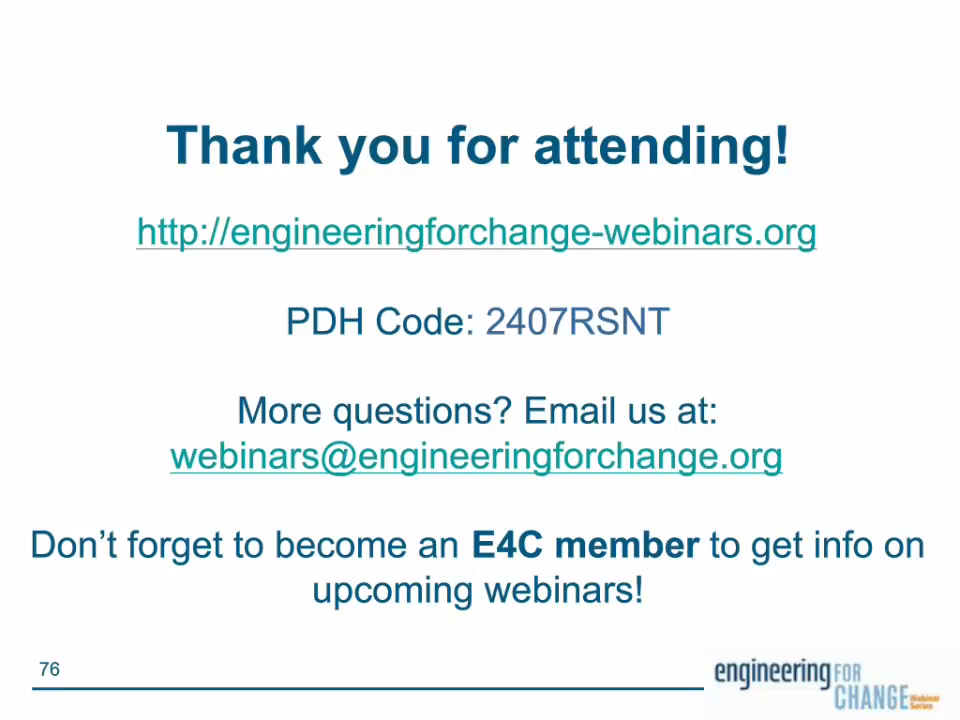 Thank you for attending!
http://engineeringforchange-webinars.org
PDH Code: 2407RSNT
More questions? Email us at:
webinars@engineeringforchange.org
Don’t forget to become an E4C member to get info on
upcoming webinars!
76
engineering FOR
CHANGE Webinar
Series